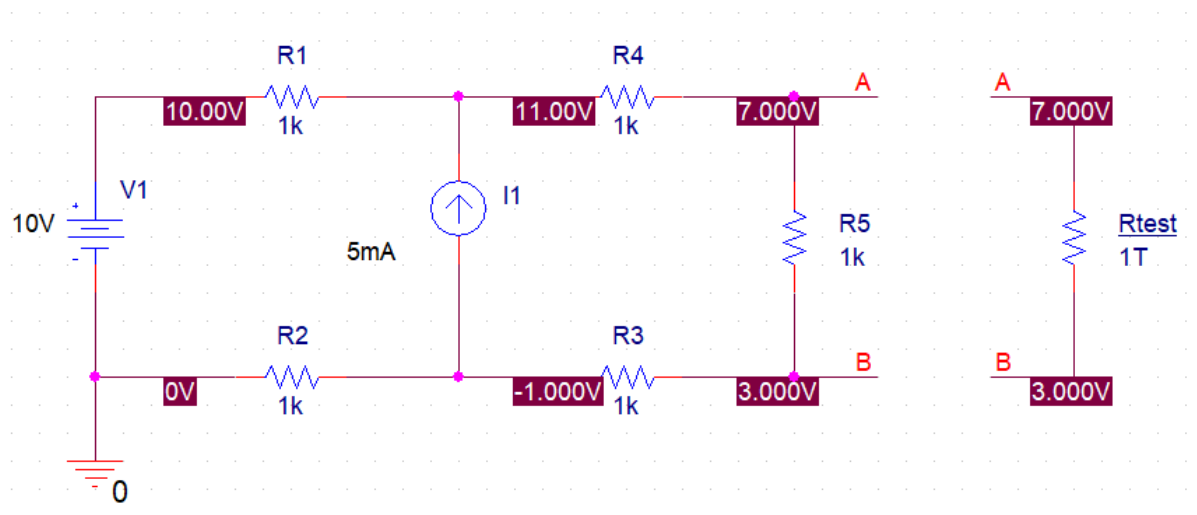 R1
R4
A
A
10.00V
11.00V
7.000V
7.000V
1k
1k
V1
+
10V
-
I1
5mA
R5
1k
Rtest
1T
R2
R3
B
B
0V
-1.000V
3.000V
3.000V
1k
1k
0